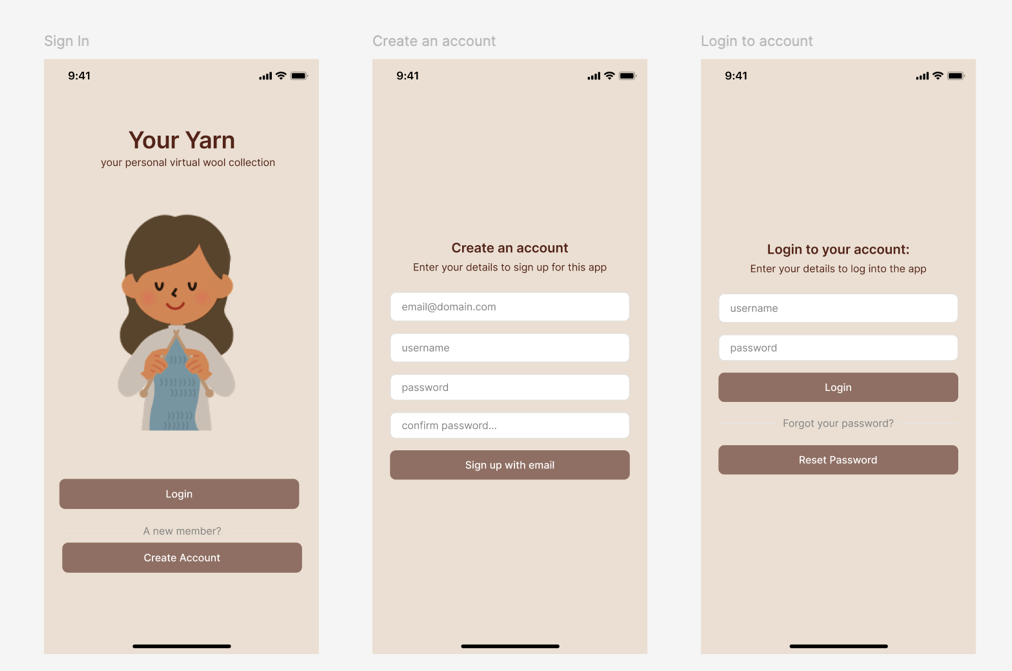 Sign In
9:41
Your Yarn
your personal virtual wool collection
Login
A new member?
Create Account
Create an account
9:41
Create an account
Enter your details to sign up for this app
email@domain.com
username
password
confirm password...
Sign up with email
Login to account
9:41
Login to your account:
Enter your details to log into the app
username
password
Login
Forgot your password?
Reset Password